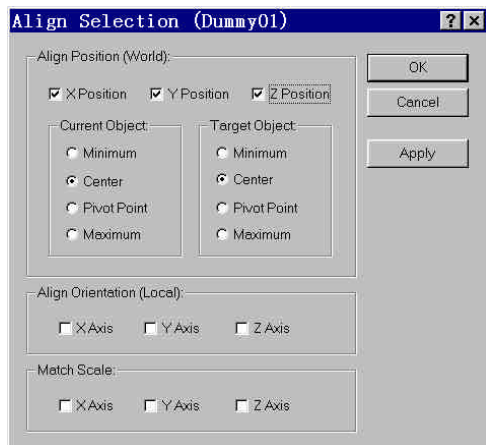 Align Selection (Dummy01)
? ×
Align Position (World):
X Position Y Position Z Position
Current Object:
Minimum
Center
Pivot Point
Maximum
Target Object:
Minimum
Center
Pivot Point
Maximum
OK
Cancel
Apply
Align Orientation (Local):
X Axis Y Axis Z Axis
Match Scale:
X Axis Y Axis Z Axis